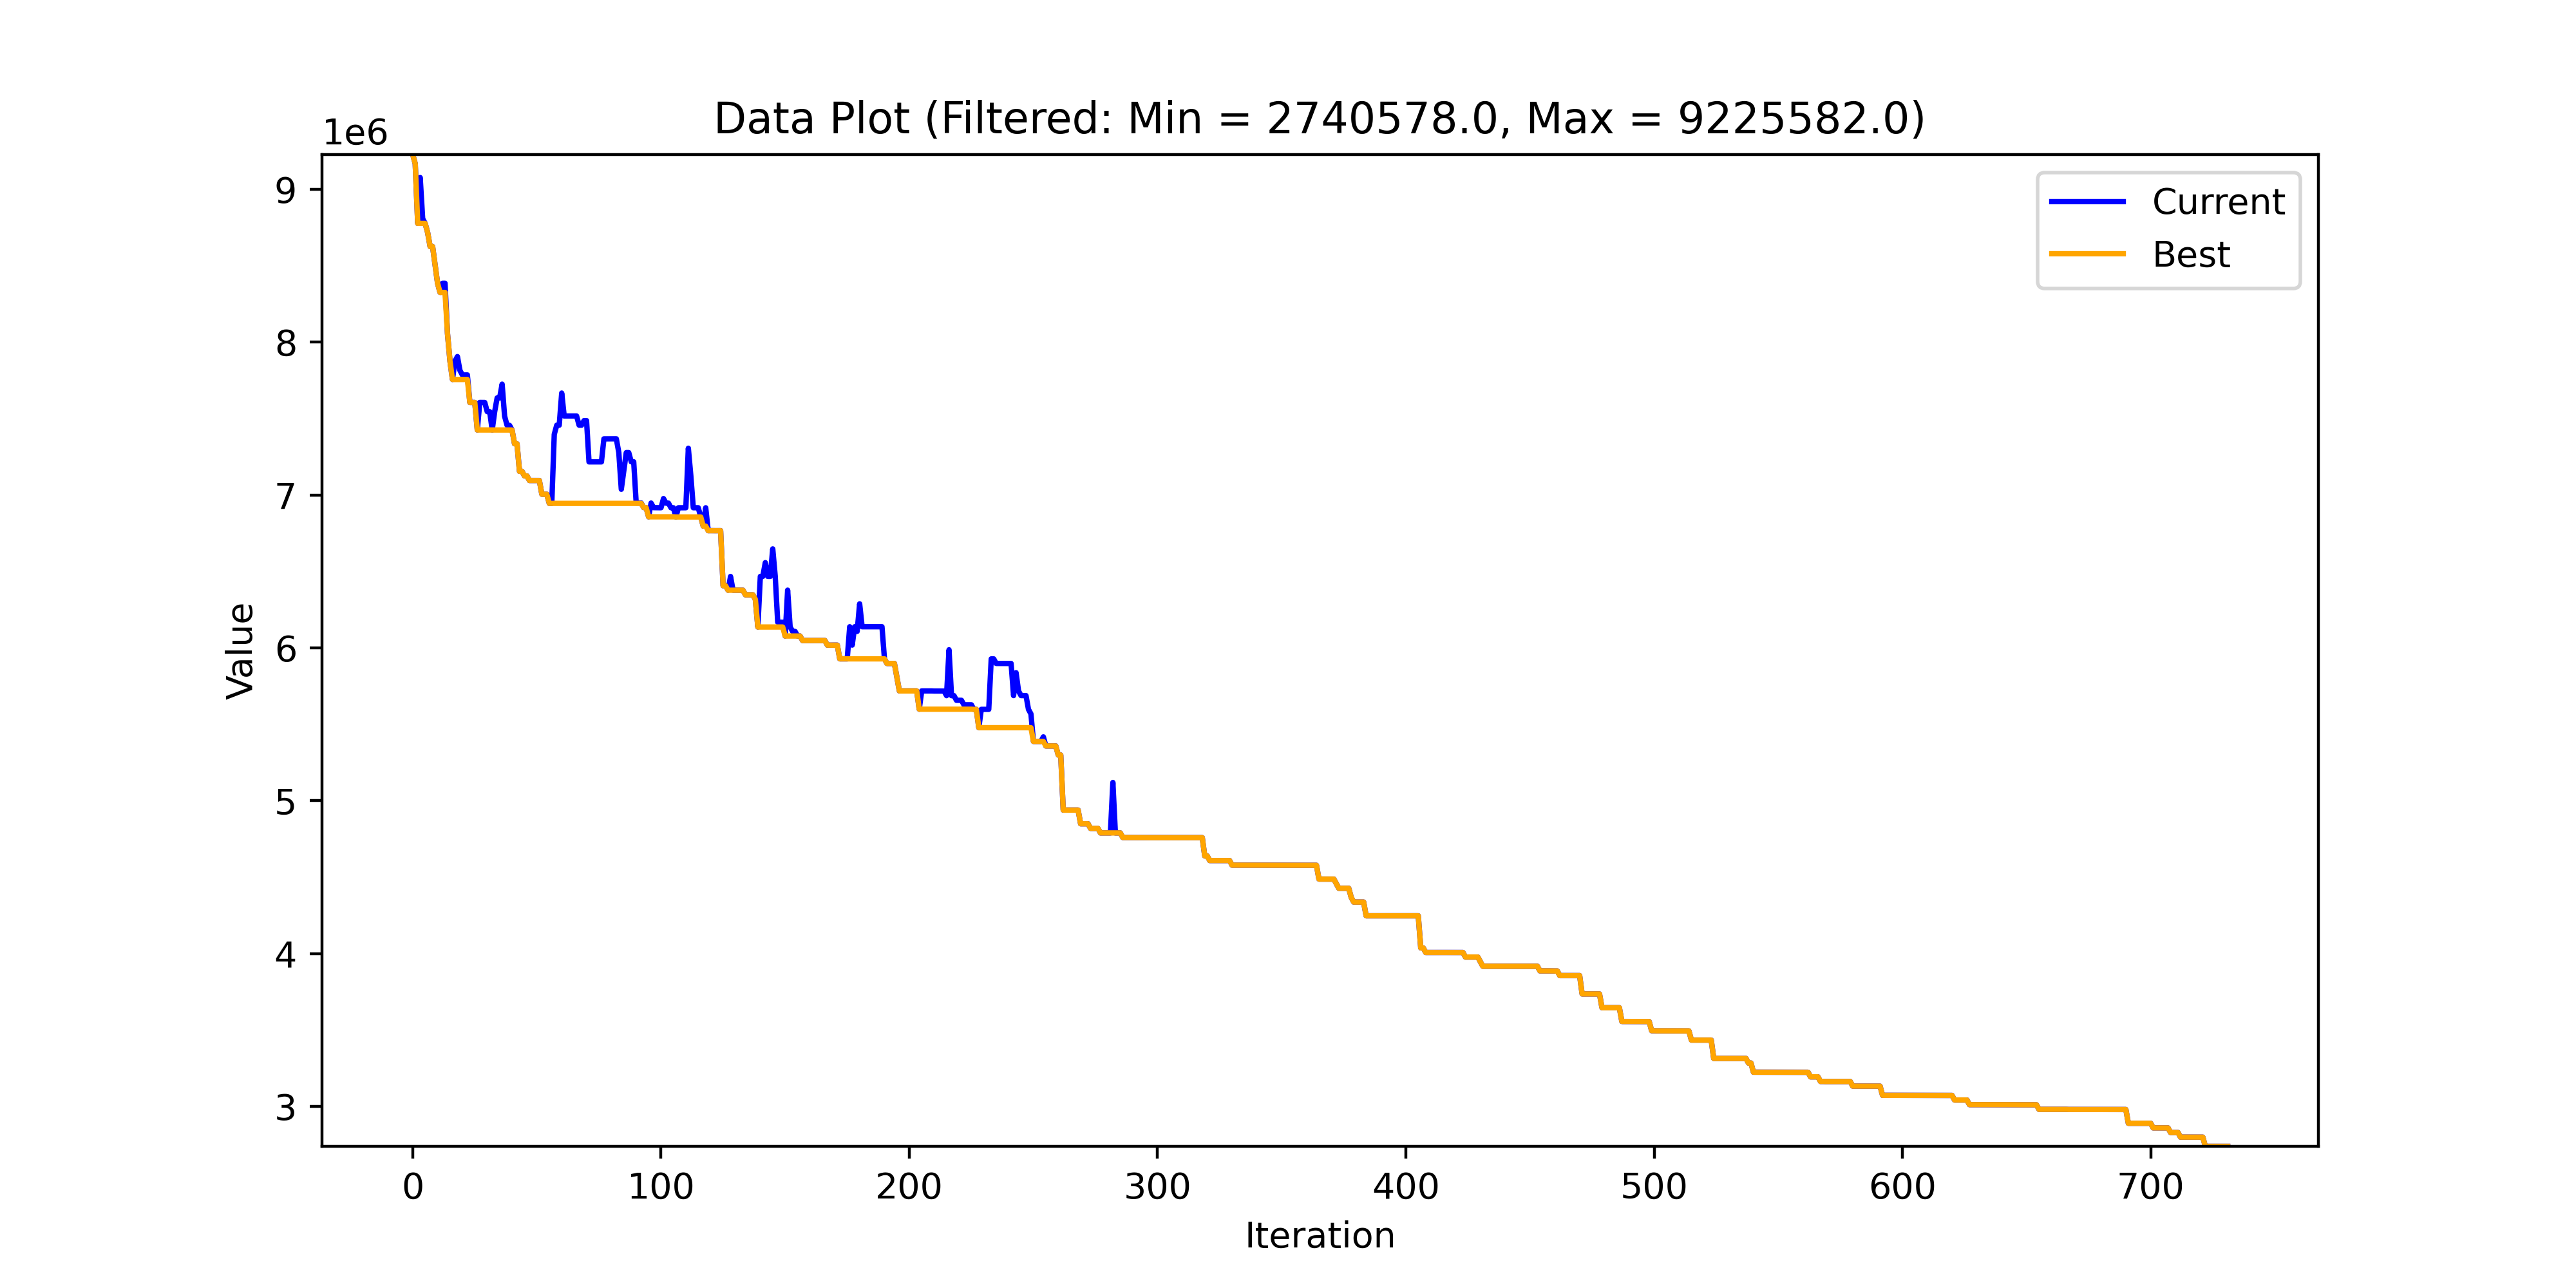 Data Plot (Filtered: Min = 2740578.0, Max = 9225582.0)
1e6
Current
Best
9
8
7
6
5
4
3
Value
0 100 200 300 400 500 600 700
Iteration